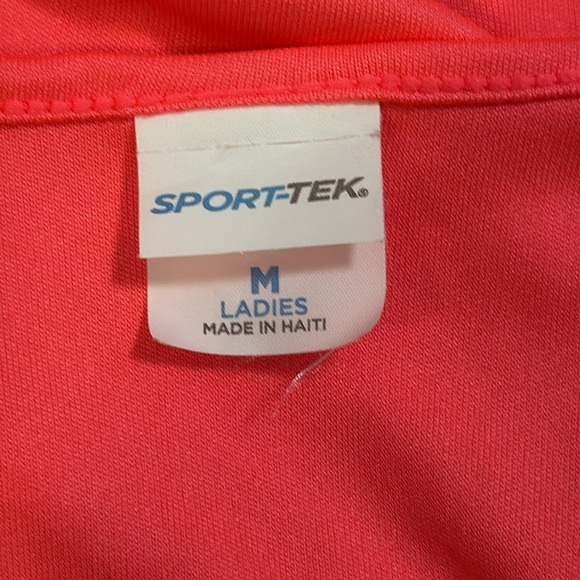 SPORT-TEK®
M
LADIES
MADE IN HAITI